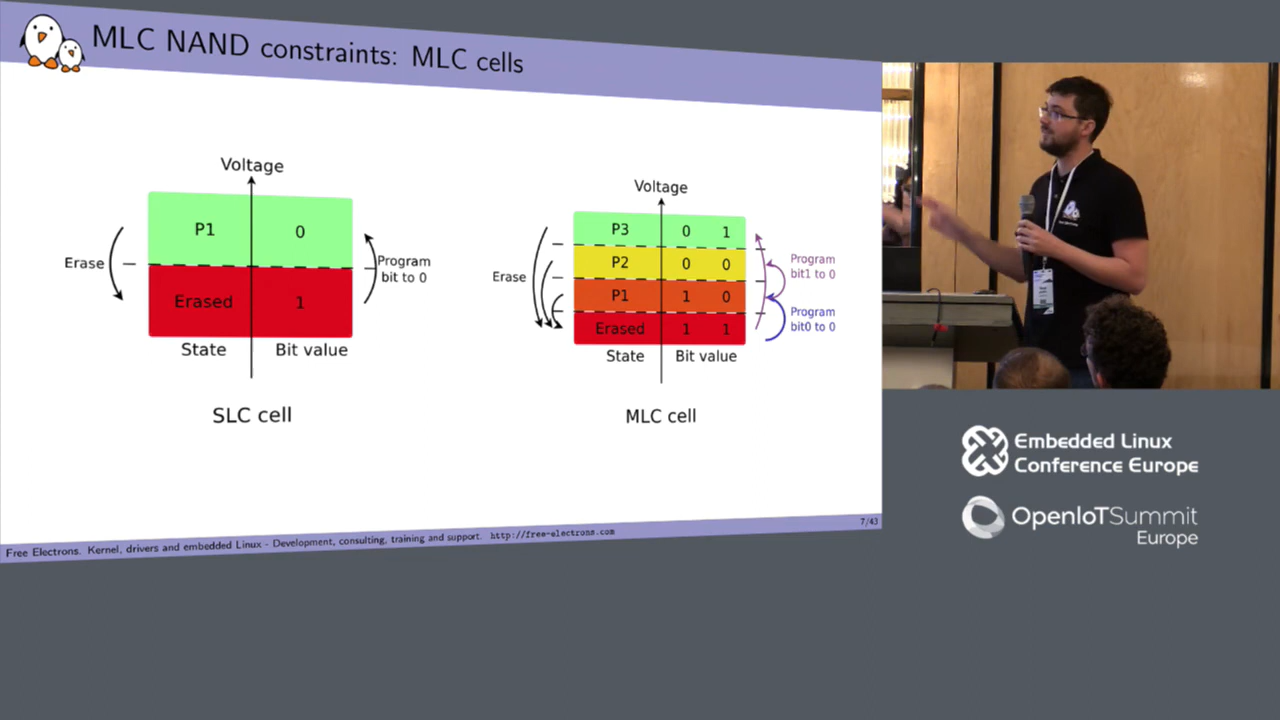 MLC NAND constraints: MLC cells
Voltage
P1 0
Erased 1
Erase
Program
bit to 0
State Bit value
SLC cell
Voltage
P3 0 1
P2 0 0
P1 1 0
Erased 1 1
Erase
Program
bit1 to 0
Program
bit0 to 0
State Bit value
MLC cell
Free Electrons. Kernel, drivers and embedded Linux - Development, consulting, training and support. http://free-electrons.com
7/43
Embedded Linux
Conference Europe
OpenIoTSummit
Europe